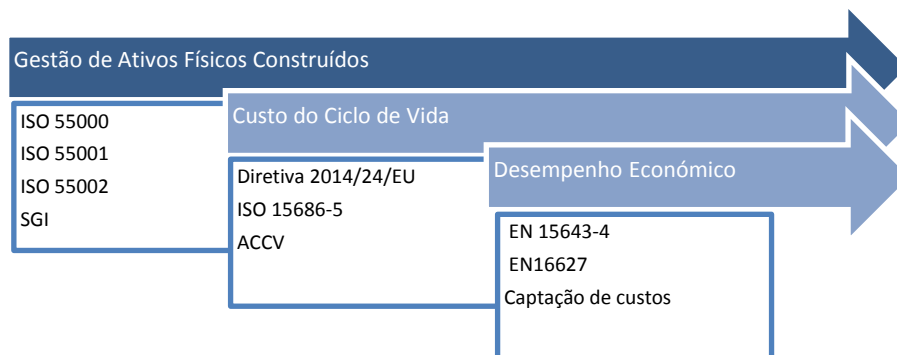 Gestão de Ativos Físicos Construídos
ISO 55000
ISO 55001
ISO 55002
SGI
Custo do Ciclo de Vida
Diretiva 2014/24/EU
ISO 15686-5
ACCV
Desempenho Económico
EN 15643-4
EN16627
Captação de custos